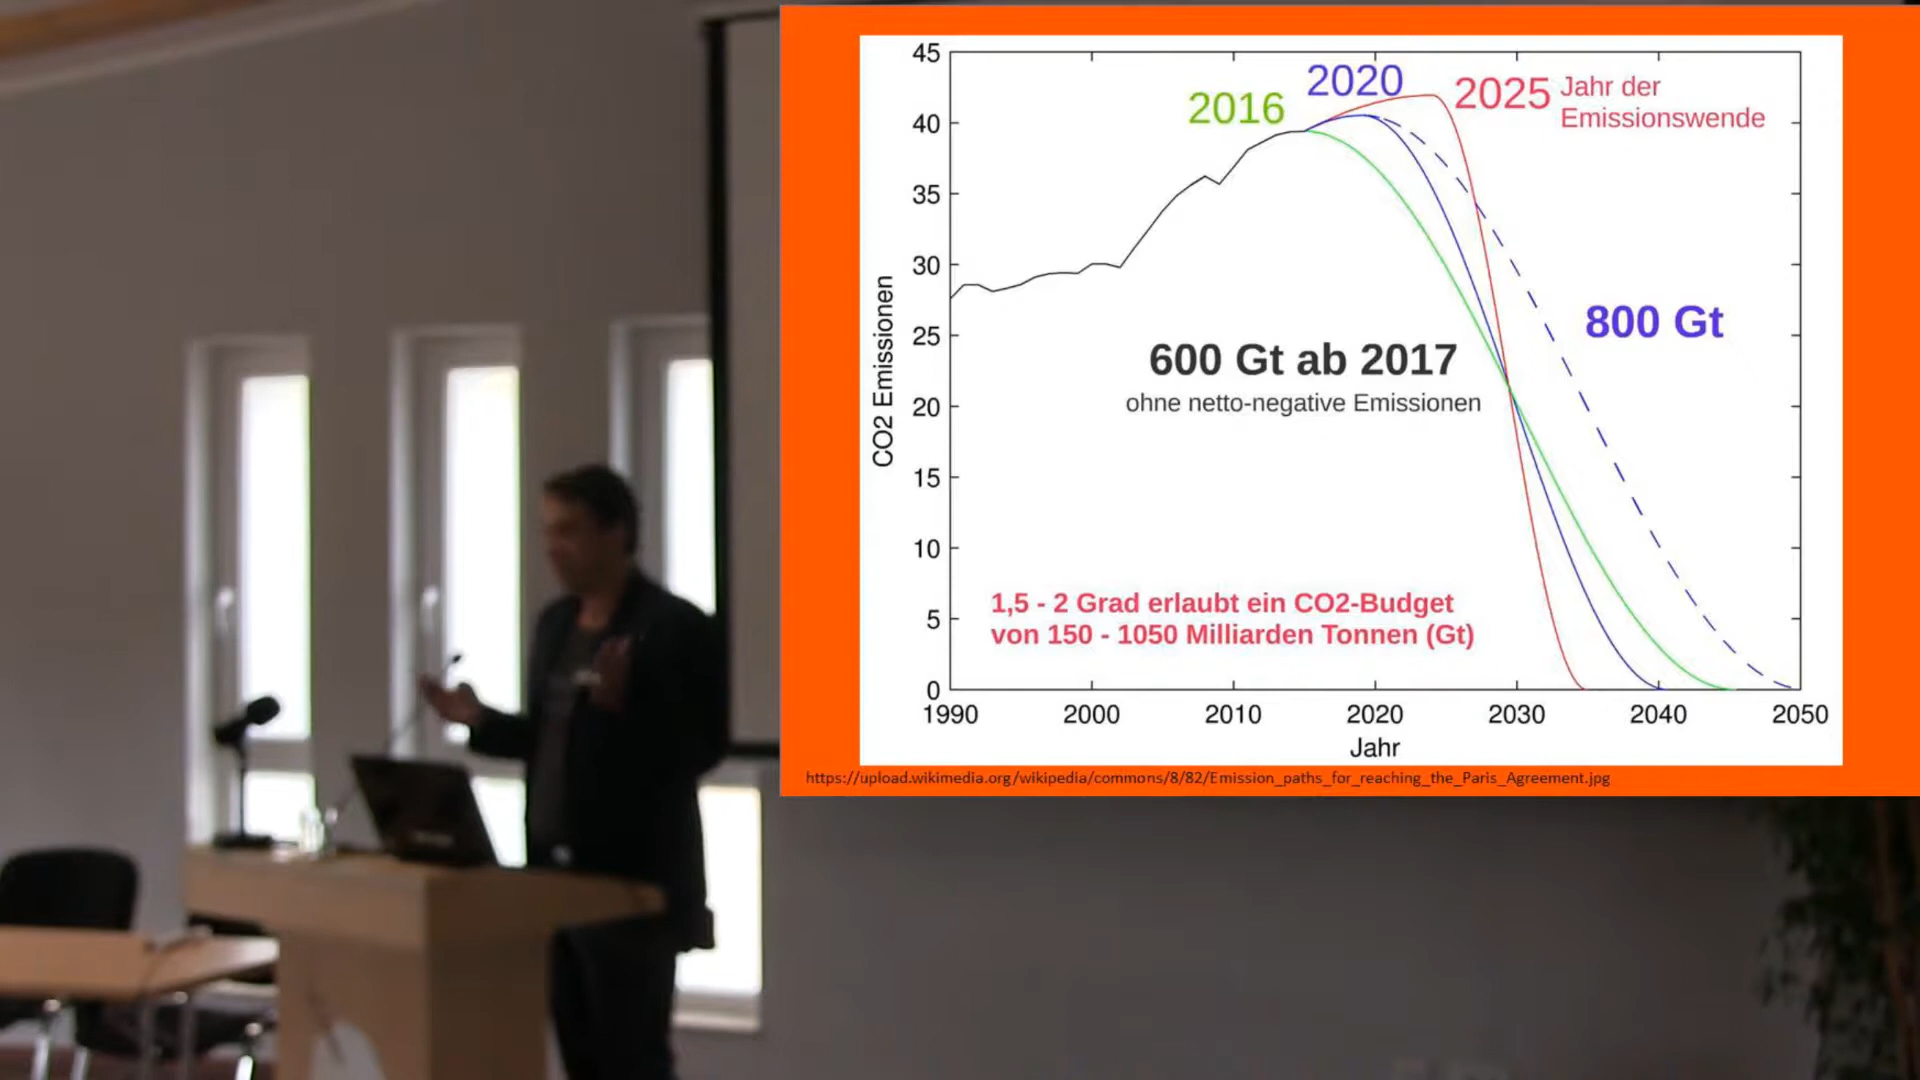 45
40
35
30
25
20
15
10
5
0
CO2 Emissionen
2016
2020
2025 Jahr der
Emissionswende
800 Gt
600 Gt ab 2017
ohne netto-negative Emissionen
1,5 - 2 Grad erlaubt ein CO2-Budget
von 150 - 1050 Milliarden Tonnen (Gt)
1990 2000 2010 2020 2030 2040 2050
Jahr
https://upload.wikimedia.org/wikipedia/commons/8/82/Emission_paths_for_reaching_the_Paris_Agreement.jpg